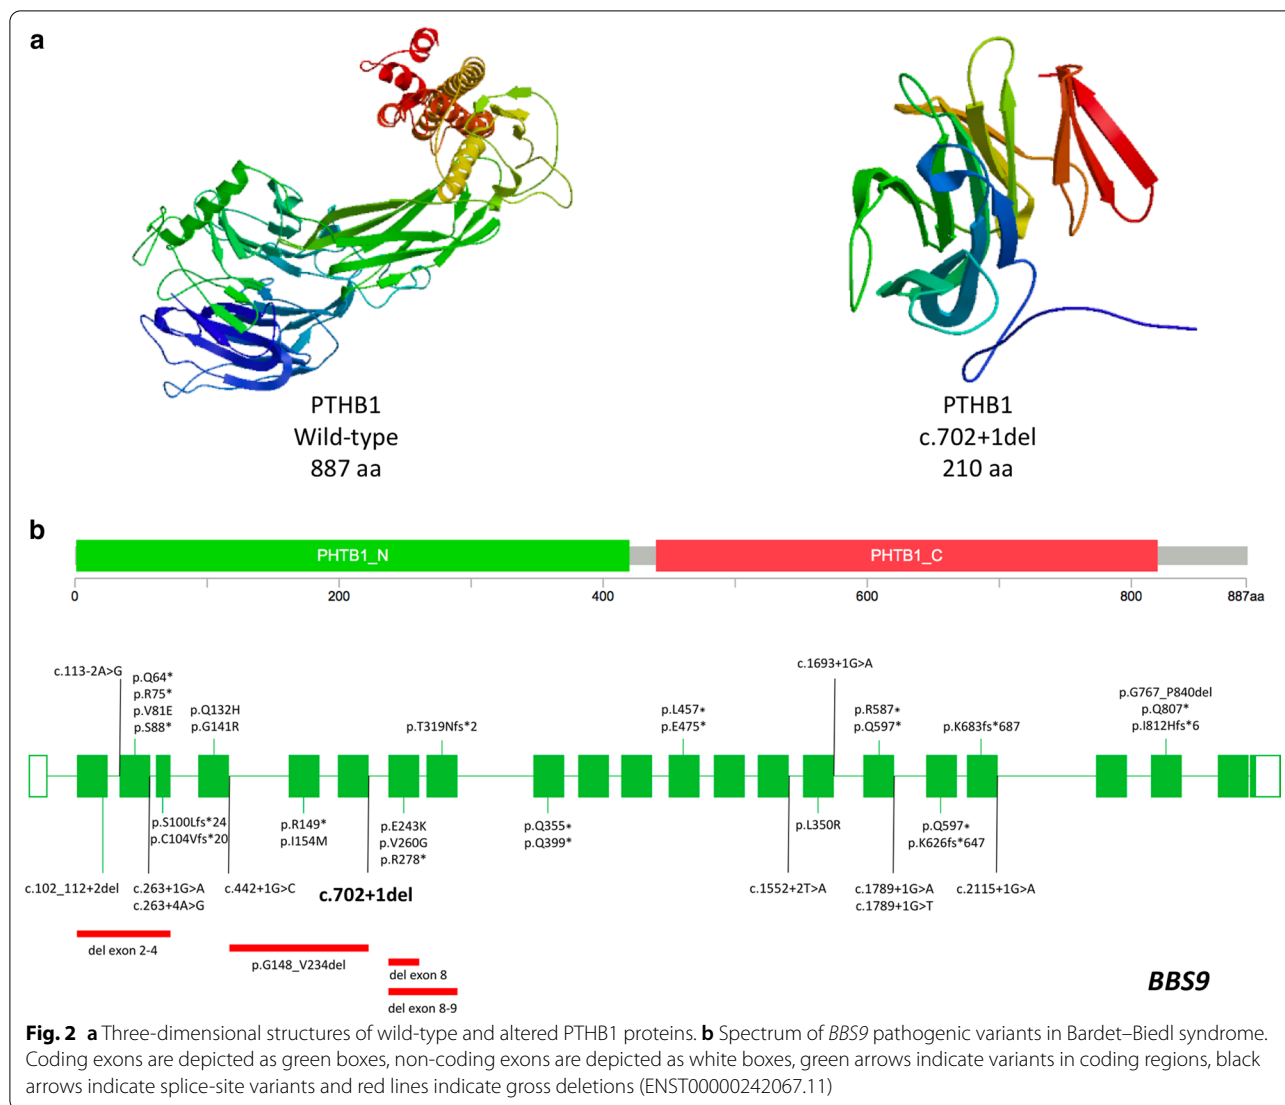 a
PTHB1
Wild-type
887 aa
PTHB1
c.702+1del
210 aa
b
PHTB1_N
PHTB1_C
0
200
400
600
800
887aa
c.113-2A>G
p.Q64*
p.R75*
p.V81E
p.S88*
p.Q132H
p.G141R
p.T319Nfs*2
p.L457*
p.E475*
c.1693+1G>A
p.R587*
p.Q597*
p.K683fs*687
p.G767_P840del
p.Q807*
p.I812Hfs*6
p.S100Lfs*24
p.C104Vfs*20
p.R149*
p.I154M
p.E243K
p.V260G
p.R278*
p.Q355*
p.Q399*
p.L350R
p.Q597*
p.K626fs*647
c.102_112+2del
c.263+1G>A
c.263+4A>G
c.442+1G>C
c.702+1del
c.1552+2T>A
c.1789+1G>A
c.1789+1G>T
c.2115+1G>A
del exon 2-4
p.G148_V234del
del exon 8
del exon 8-9
BBS9
Fig. 2 a Three-dimensional structures of wild-type and altered PTHB1 proteins. b Spectrum of BBS9 pathogenic variants in Bardet–Biedl syndrome.
Coding exons are depicted as green boxes, non-coding exons are depicted as white boxes, green arrows indicate variants in coding regions, black
arrows indicate splice-site variants and red lines indicate gross deletions (ENST00000242067.11)